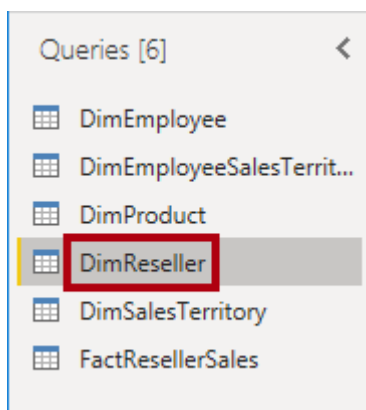 Queries [6]
DimEmployee
DimEmployeeSalesTerrit...
DimProduct
DimReseller
DimSalesTerritory
FactResellerSales